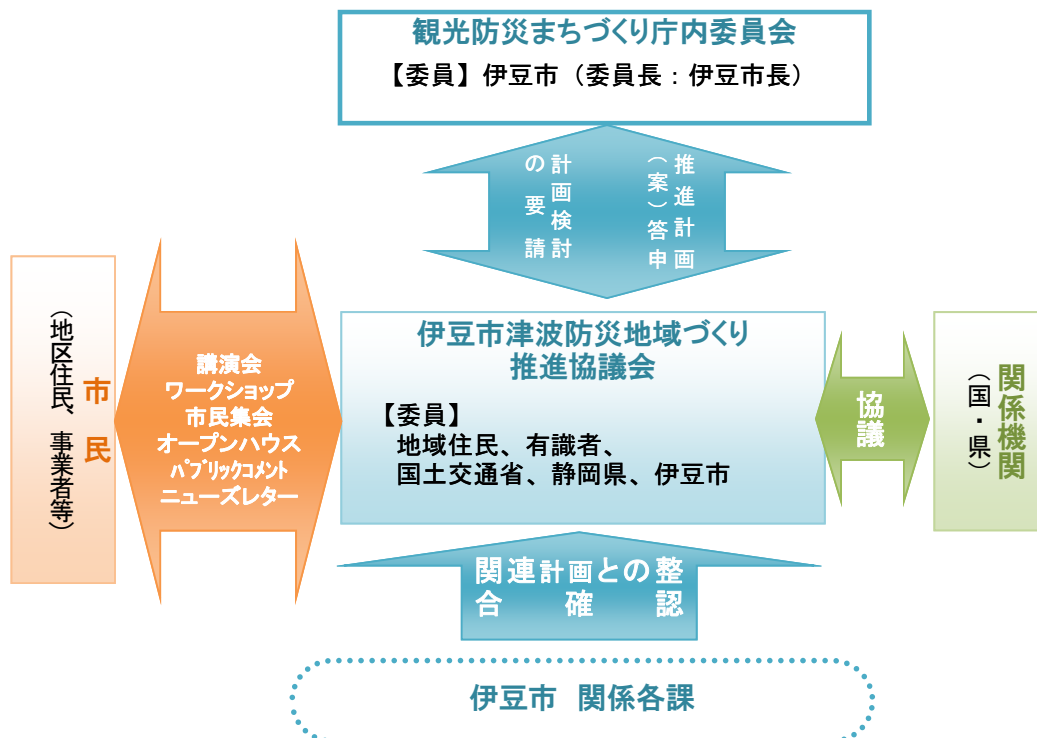 観光防災まちづくり庁内委員会
【委員】伊豆市（委員長：伊豆市長）
計画検討
の要請
推進計画
（案）答申
市民
（地区住民、事業者等）
講演会
ワークショップ
市民集会
オープンハウス
パブリックコメント
ニューズレター
伊豆市津波防災地域づくり
推進協議会
【委員】
地域住民、有識者、
国土交通省、静岡県、伊豆市
協議
関係機関
（国・県）
関連計画との整
合確認
伊豆市　関係各課